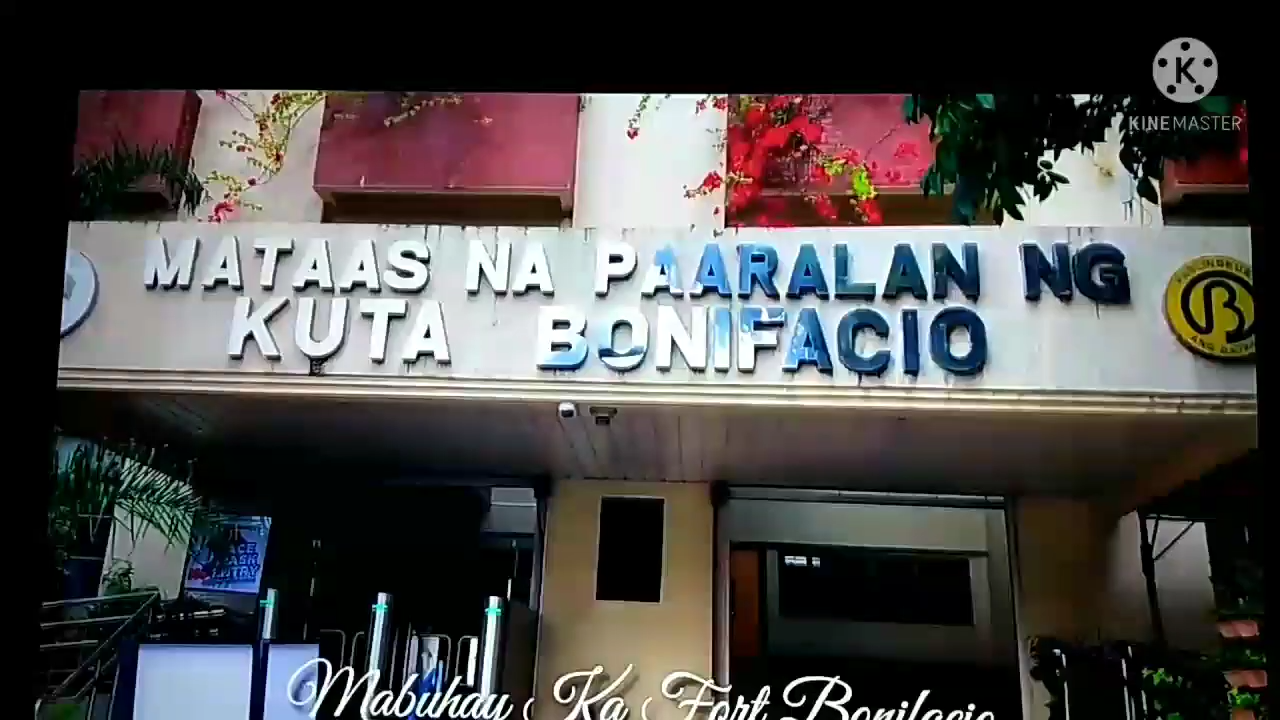 KINEMASTER
MATAAS NA PAARALAN NG
KUTA BONIFACIO
Mabuhay Ka Fort Bonifacio